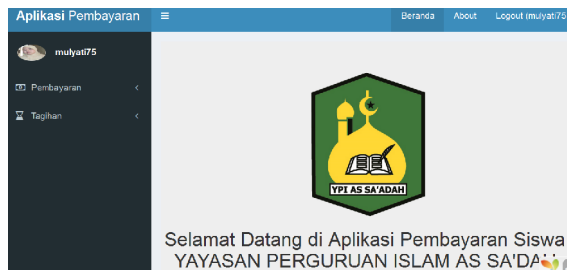 Aplikasi Pembayaran
Beranda About Logout (mulyati75
mulyati75
Pembayaran
Tagihan
YPI AS SA'ADAH
Selamat Datang di Aplikasi Pembayaran Siswa
YAYASAN PERGURUAN ISLAM AS SA'DAH